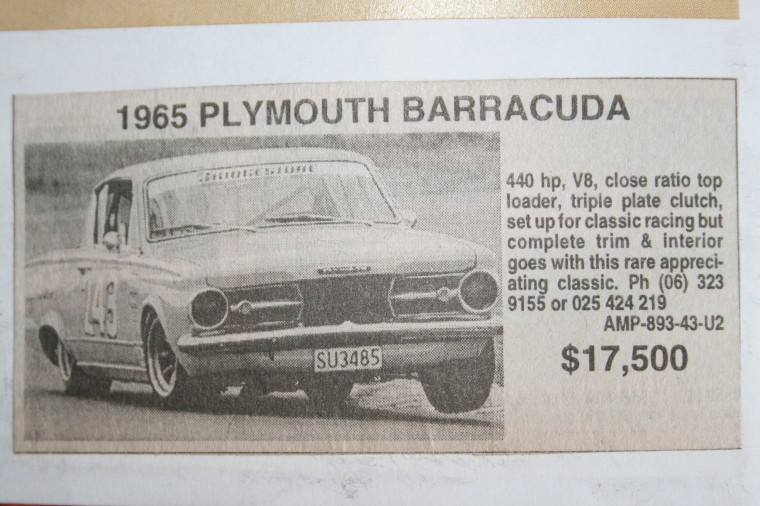 1965 PLYMOUTH BARRACUDA
BRIDGESTONE
PLYMOUTH
SU3485
440 hp, V8, close ratio top
loader, triple plate clutch,
set up for classic racing but
complete trim & interior
goes with this rare appreci-
ating classic. Ph (06) 323
9155 or 025 424 219
AMP-893-43-U2
$17,500